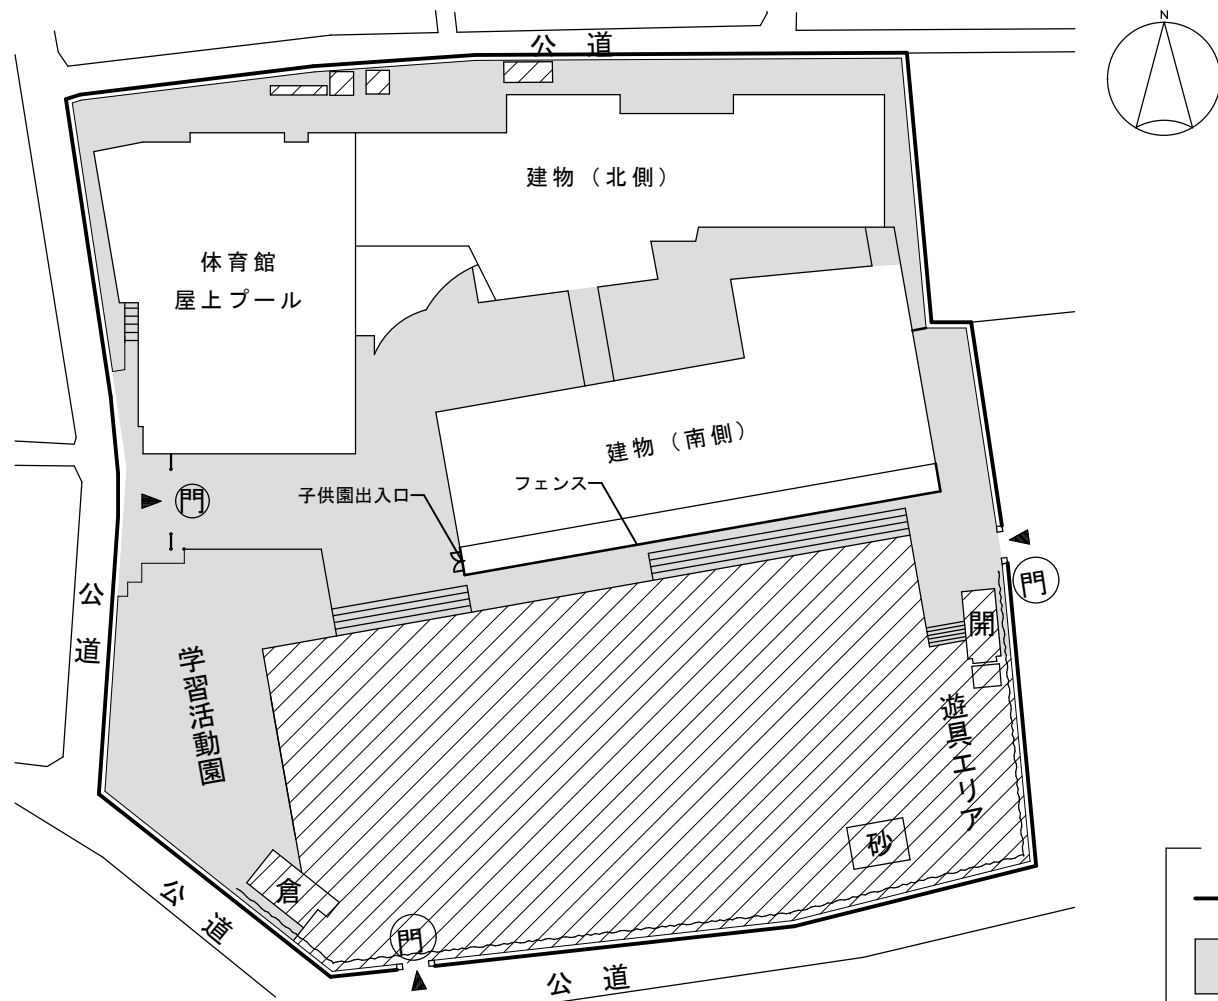 N
公道
建物（北側）
体育館
屋上プール
建物（南側）
フェンス
子供園出入口
門
門
公道
開
学習活動園
遊具エリア
砂
倉
公道
門
公道